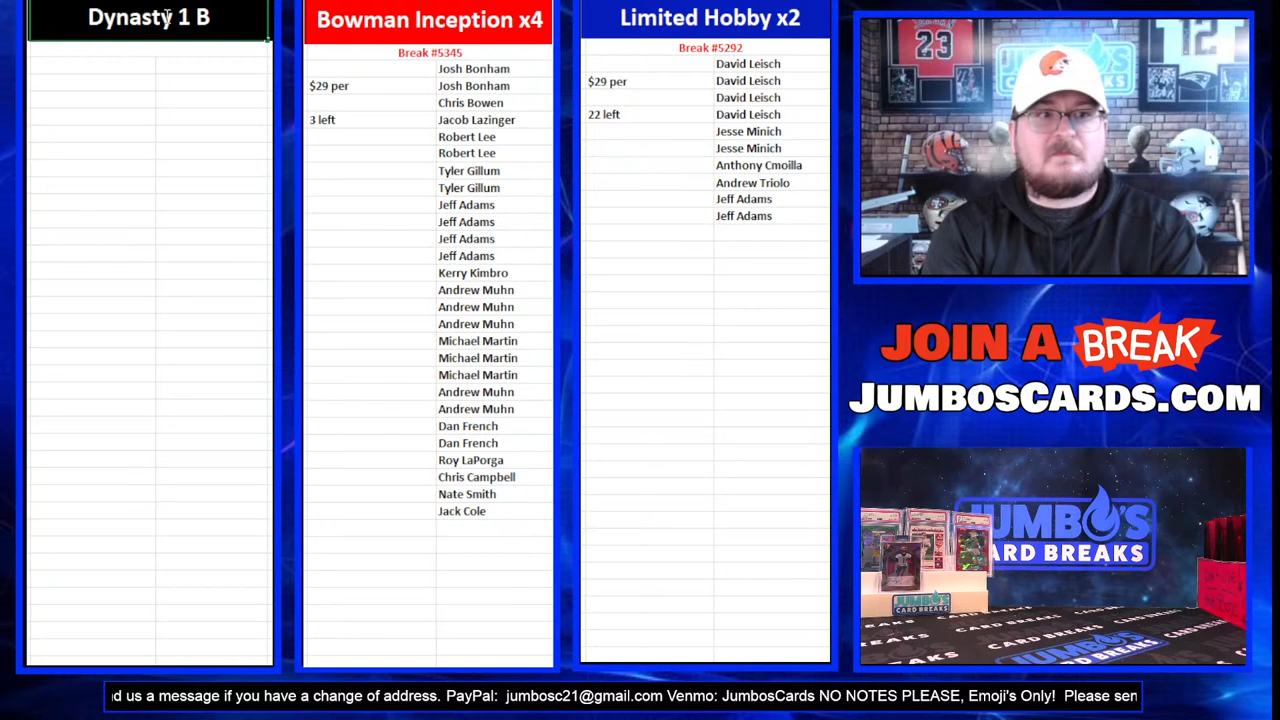 Dynasty 1 B
Bowman Inception x4
Break #5345
Josh Bonham
$29 per Josh Bonham
Chris Bowen
3 left Jacob Lazinger
Robert Lee
Robert Lee
Tyler Gillum
Tyler Gillum
Jeff Adams
Jeff Adams
Jeff Adams
Jeff Adams
Kerry Kimbro
Andrew Muhn
Andrew Muhn
Andrew Muhn
Michael Martin
Michael Martin
Michael Martin
Andrew Muhn
Andrew Muhn
Dan French
Dan French
Roy LaPorga
Chris Campbell
Nate Smith
Jack Cole
Limited Hobby x2
Break #5292
David Leisch
$29 per David Leisch
David Leisch
22 left David Leisch
Jesse Minich
Jesse Minich
Anthony Cmoilla
Andrew Triolo
Jeff Adams
Jeff Adams
23
12
JOIN A BREAK
JUMBOSCARDS.COM
JUMBO'S
CARD BREAKS
JUMBO'S
CARD BREAKS
d us a message if you have a change of address. PayPal: jumbosc21@gmail.com Venmo: JumbosCards NO NOTES PLEASE, Emoji's Only! Please sen